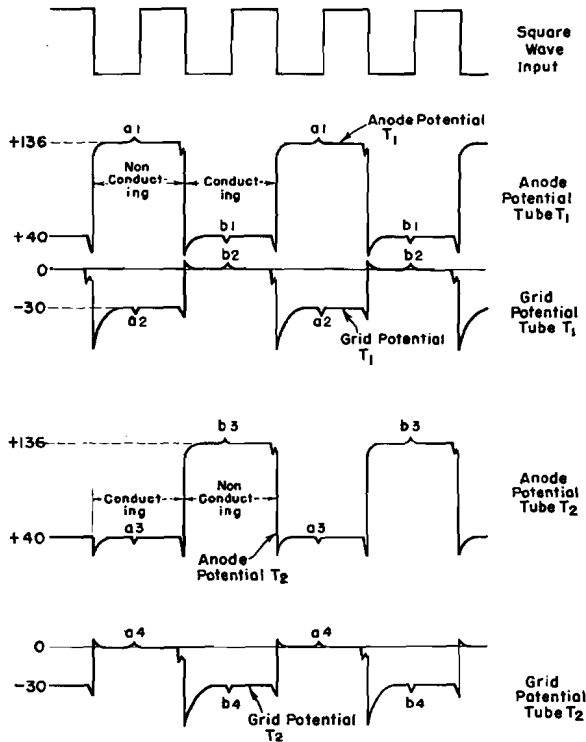 Square
Wave
Input
a1
a1
Anode Potential
T1
+136
Non
Conduct-
ing
Conduct-
ing
Anode
Potential
Tube T1
+40
b1
b1
0
b2
b2
-30
a2
a2
Grid Potential
T1
Grid
Potential
Tube T1
b3
b3
+136
Conduct-
ing
Non
Conduct-
ing
Anode
Potential
Tube T2
+40
a3
a3
Anode
Potential T2
a4
a4
0
-30
b4
b4
Grid Potential
T2
Grid
Potential
Tube T2